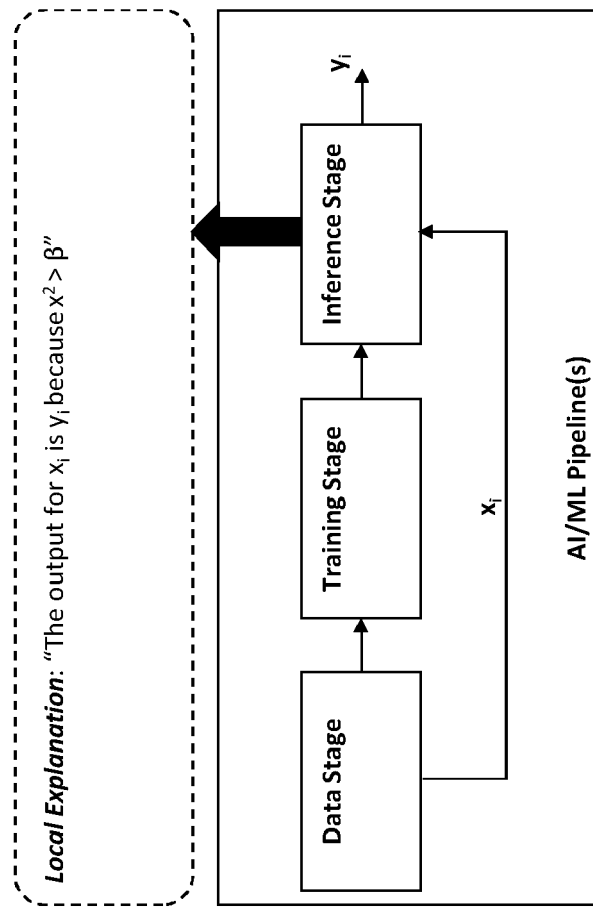 Local Explanation: “The output for xᵢ is yᵢ because x² > β”
Data Stage
Training Stage
Inference Stage
yᵢ
xᵢ
AI/ML Pipeline(s)